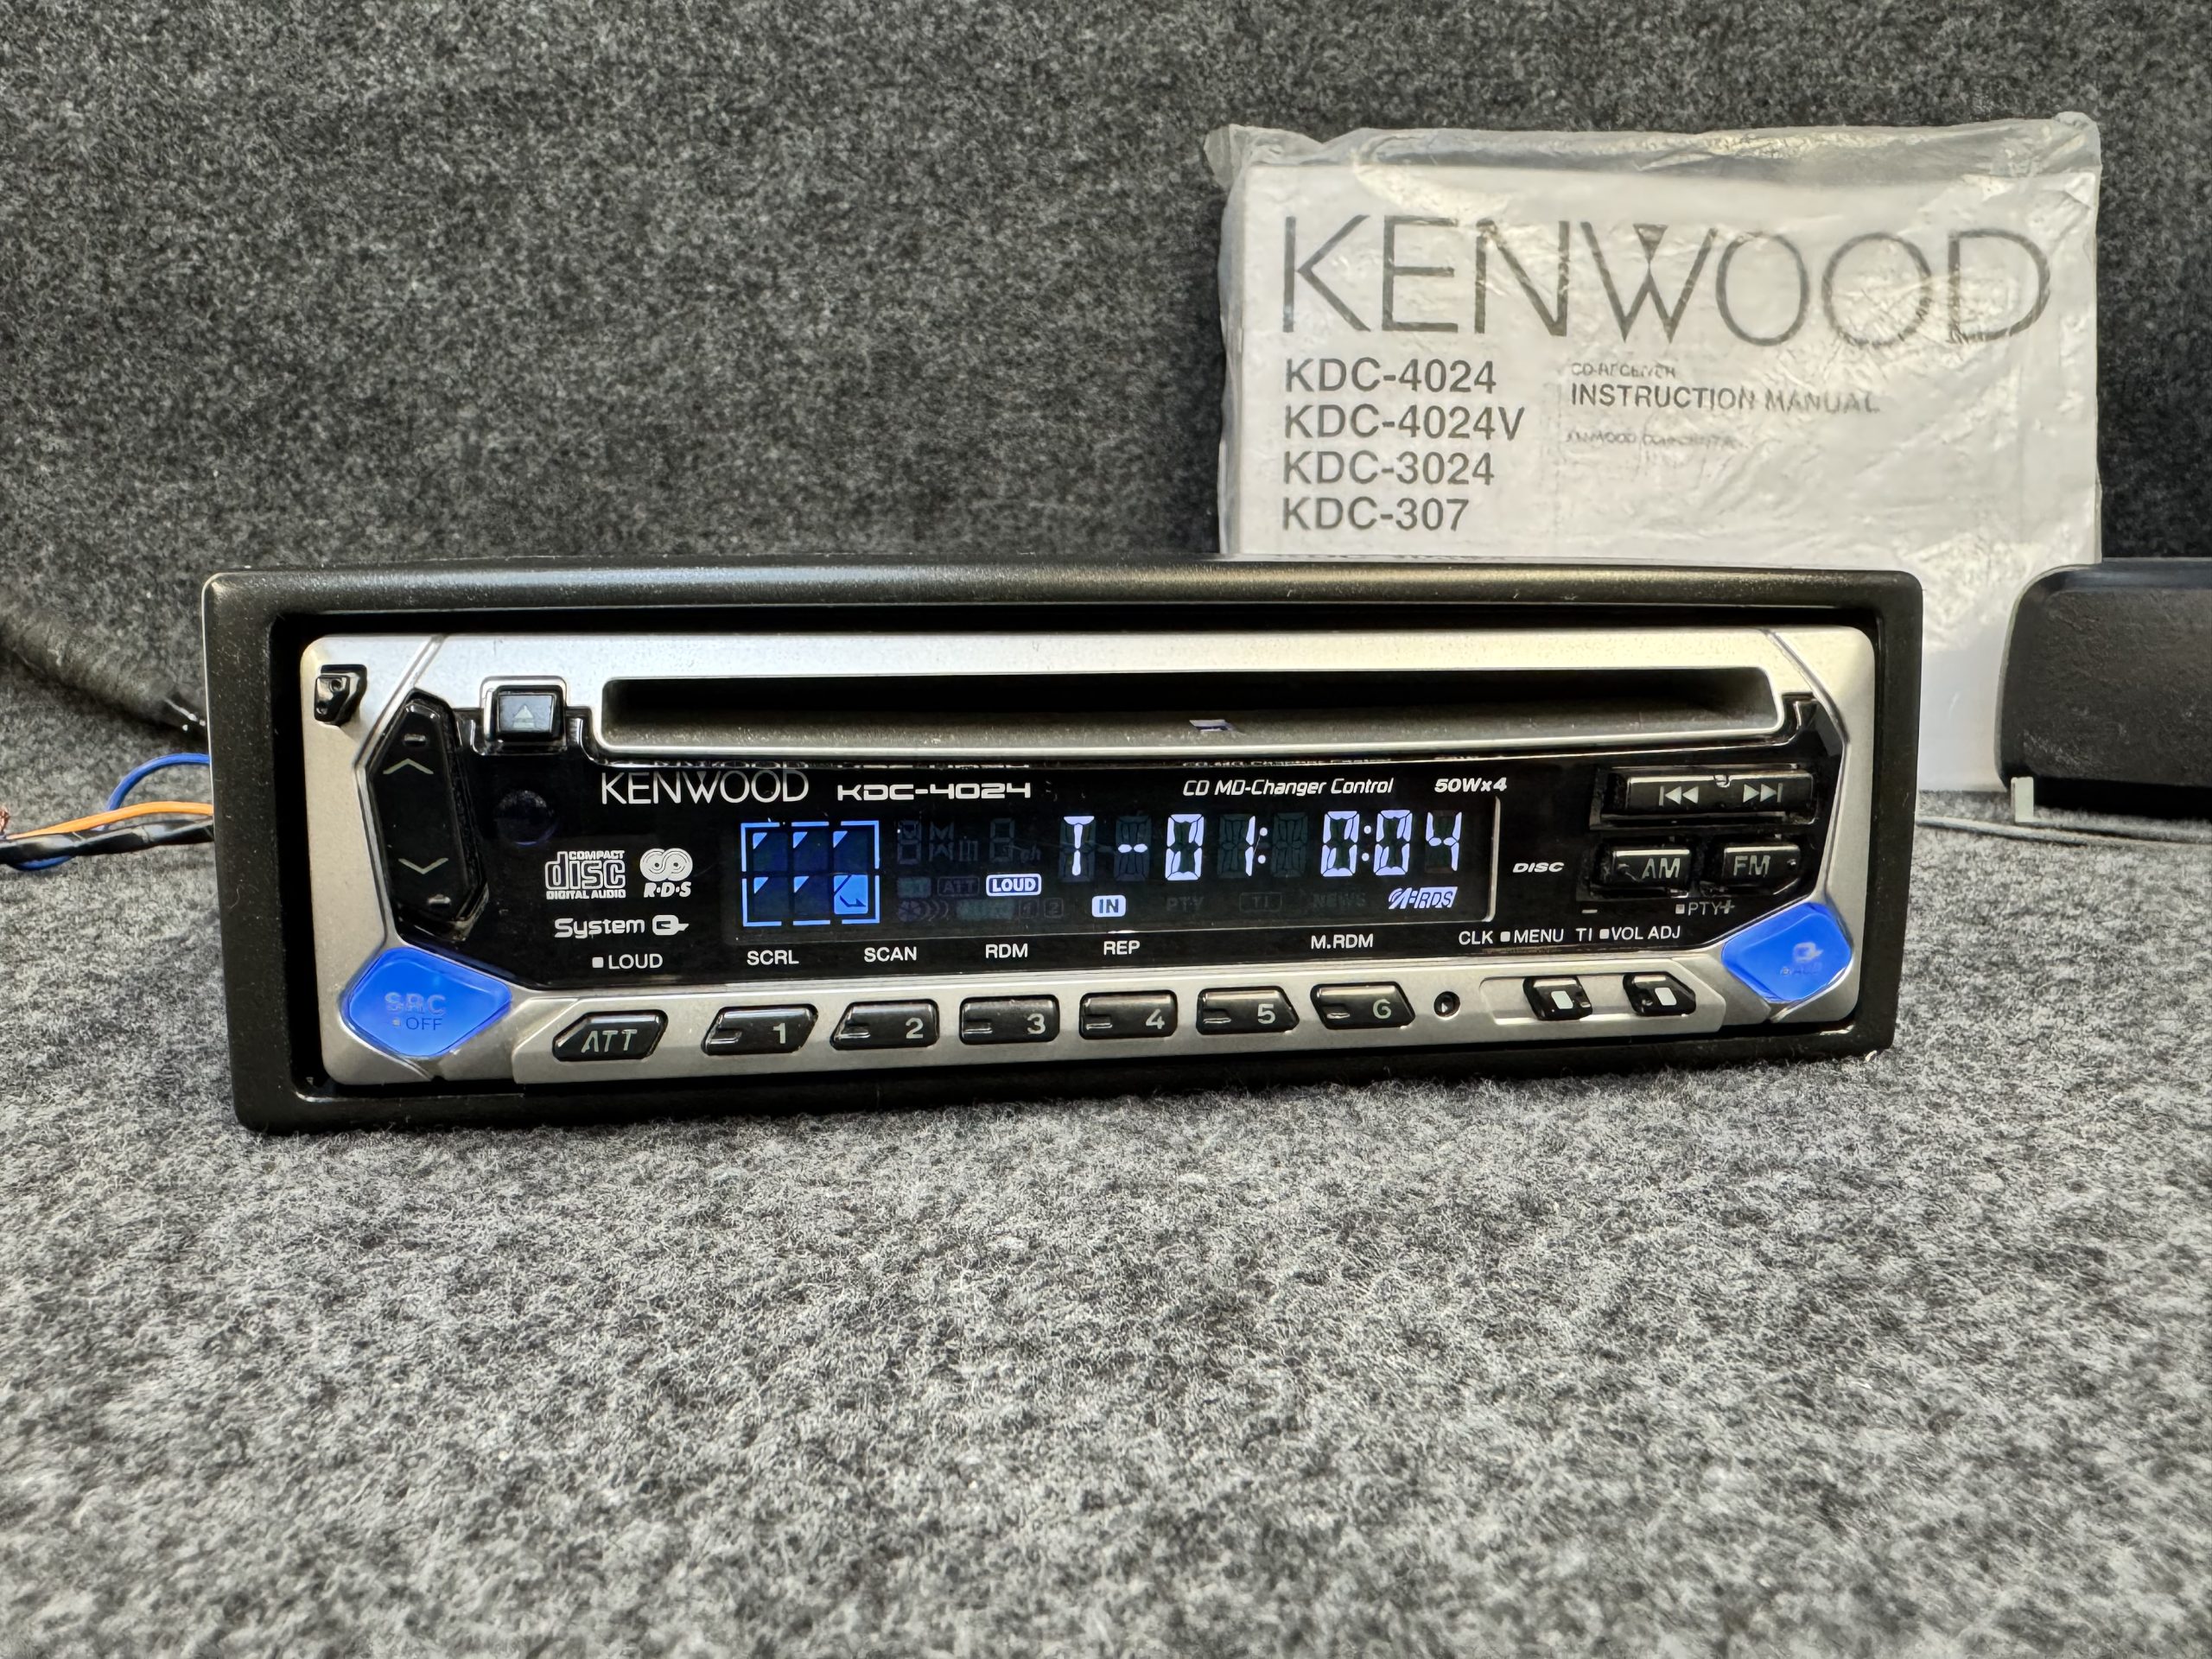 KENWOOD
KDC-4024
KDC-4024V
KDC-3024
KDC-307
CD-RECEIVER
INSTRUCTION MANUAL
KENWOOD KDC-4024
CD MD-Changer Control
50Wx4
COMPACT
disc
DIGITAL AUDIO
R·D·S
System
T-01: 0:04
LOUD
IN
PTY
TI
NEWS
RDS
ATT
DISC
AM
FM
PTY+
■LOUD
SCRL
SCAN
RDM
REP
M.RDM
CLK ■MENU
TI ■VOL ADJ
SRC
■OFF
ATT
1
2
3
4
5
6